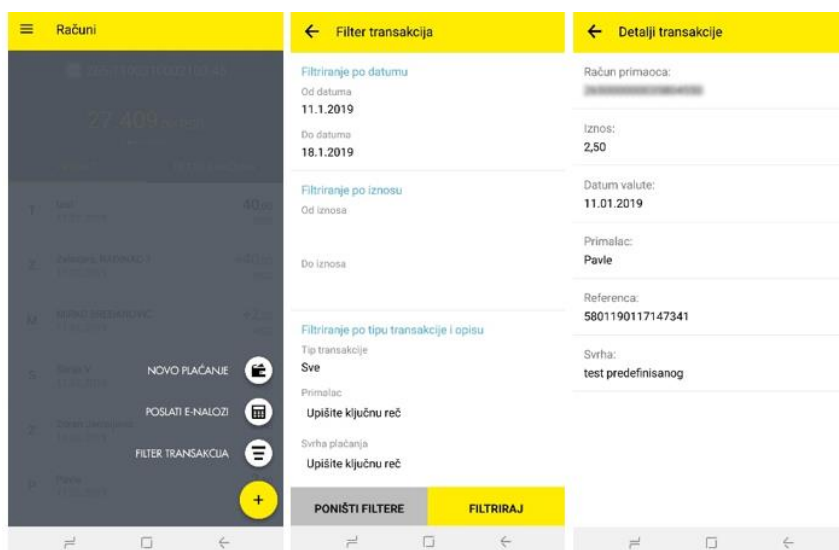 Računi
27.409
NOVO PLAĆANJE
POSLATI E-NALOZI
FILTER TRANSAKCIJA
Filter transakcija
Filtriranje po datumu
Od datuma
11.1.2019
Do datuma
18.1.2019
Filtriranje po iznosu
Od iznosa
Do iznosa
Filtriranje po tipu transakcije i opisu
Tip transakcije
Sve
Primalac
Upišite ključnu reč
Svrha plaćanja
Upišite ključnu reč
PONIŠTI FILTERE
FILTRIRAJ
Detalji transakcije
Račun primaoca:
Iznos:
2,50
Datum valute:
11.01.2019
Primalac:
Pavle
Referenca:
5801190117147341
Svrha:
test predefinisanog